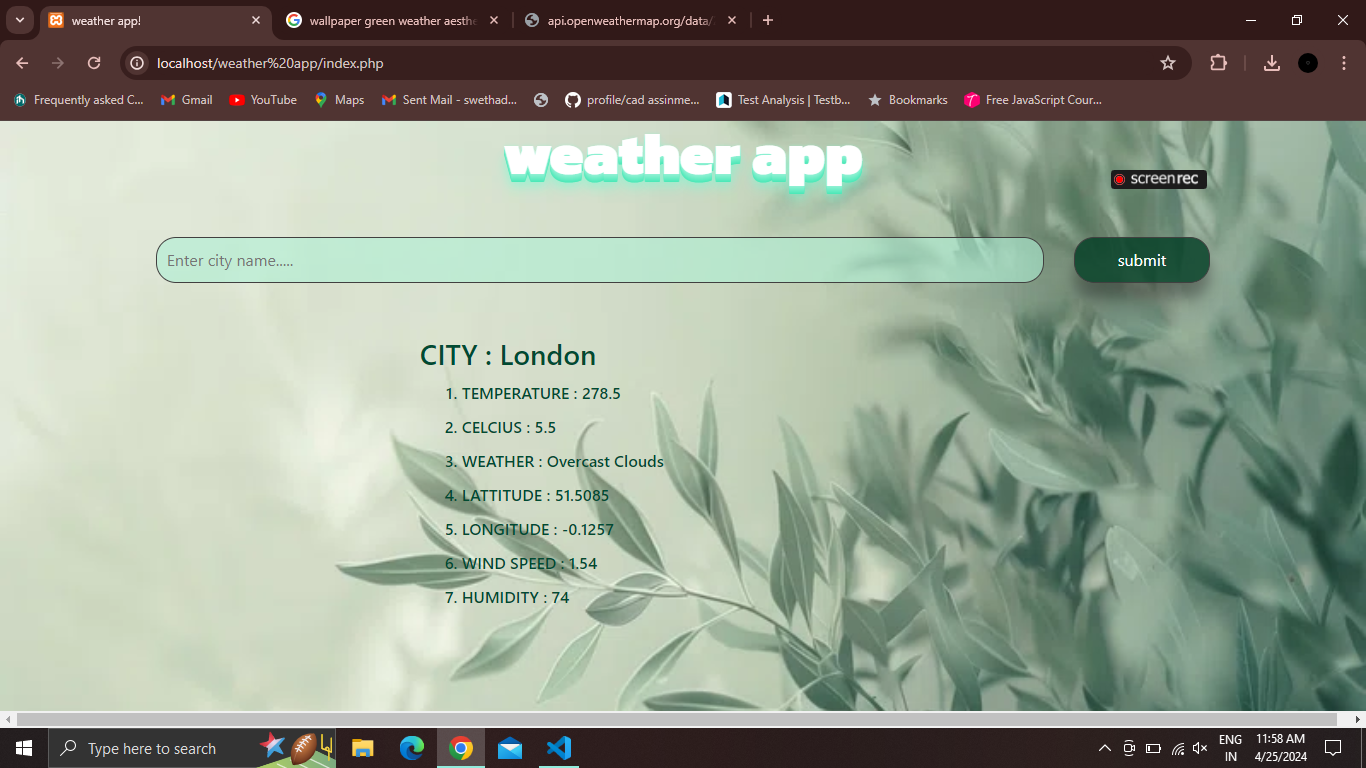 weather app!
wallpaper green weather aesthe
api.openweathermap.org/data/
localhost/weather%20app/index.php
Frequently asked C...
Gmail
YouTube
Maps
Sent Mail - swethad...
profile/cad assinme...
Test Analysis | Testb...
Bookmarks
Free JavaScript Cour...
weather app
screenrec
Enter city name.....
submit
CITY : London
1. TEMPERATURE : 278.5
2. CELCIUS : 5.5
3. WEATHER : Overcast Clouds
4. LATTITUDE : 51.5085
5. LONGITUDE : -0.1257
6. WIND SPEED : 1.54
7. HUMIDITY : 74
Type here to search
ENG
IN
11:58 AM
4/25/2024